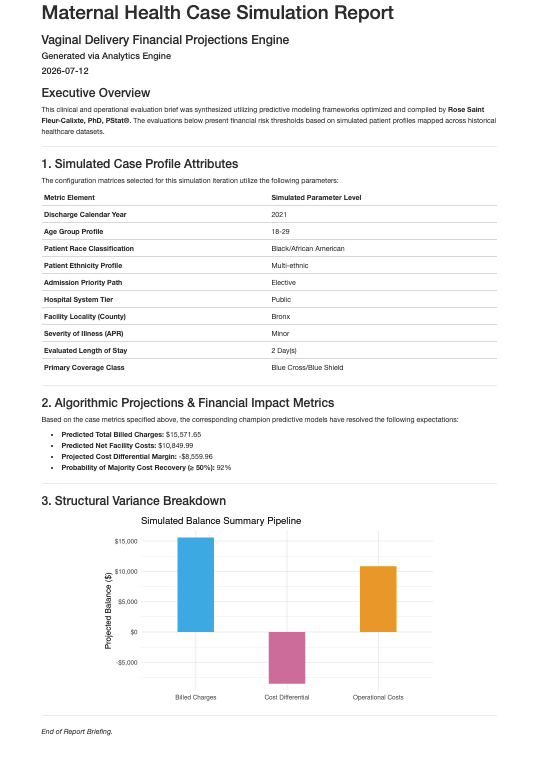 Maternal Health Case Simulation Report
Vaginal Delivery Financial Projections Engine
Generated via Analytics Engine
2026-07-12
Executive Overview
This clinical and operational evaluation brief was synthesized utilizing predictive modeling frameworks optimized and compiled by Rose Saint
Fleur-Calixte, PhD, PStat®. The evaluations below present financial risk thresholds based on simulated patient profiles mapped across historical
healthcare datasets.
1. Simulated Case Profile Attributes
The configuration matrices selected for this simulation iteration utilize the following parameters:
Metric Element Simulated Parameter Level
Discharge Calendar Year 2021
Age Group Profile 18-29
Patient Race Classification Black/African American
Patient Ethnicity Profile Multi-ethnic
Admission Priority Path Elective
Hospital System Tier Public
Facility Locality (County) Bronx
Severity of Illness (APR) Minor
Evaluated Length of Stay 2 Day(s)
Primary Coverage Class Blue Cross/Blue Shield
2. Algorithmic Projections & Financial Impact Metrics
Based on the case metrics specified above, the corresponding champion predictive models have resolved the following expectations:
• Predicted Total Billed Charges: $15,571.65
• Predicted Net Facility Costs: $10,849.99
• Projected Cost Differential Margin: -$8,559.96
• Probability of Majority Cost Recovery (≥ 50%): 92%
3. Structural Variance Breakdown
Simulated Balance Summary Pipeline
Projected Balance ($)
$15,000
$10,000
$5,000
$0
-$5,000
Billed Charges Cost Differential Operational Costs
End of Report Briefing.